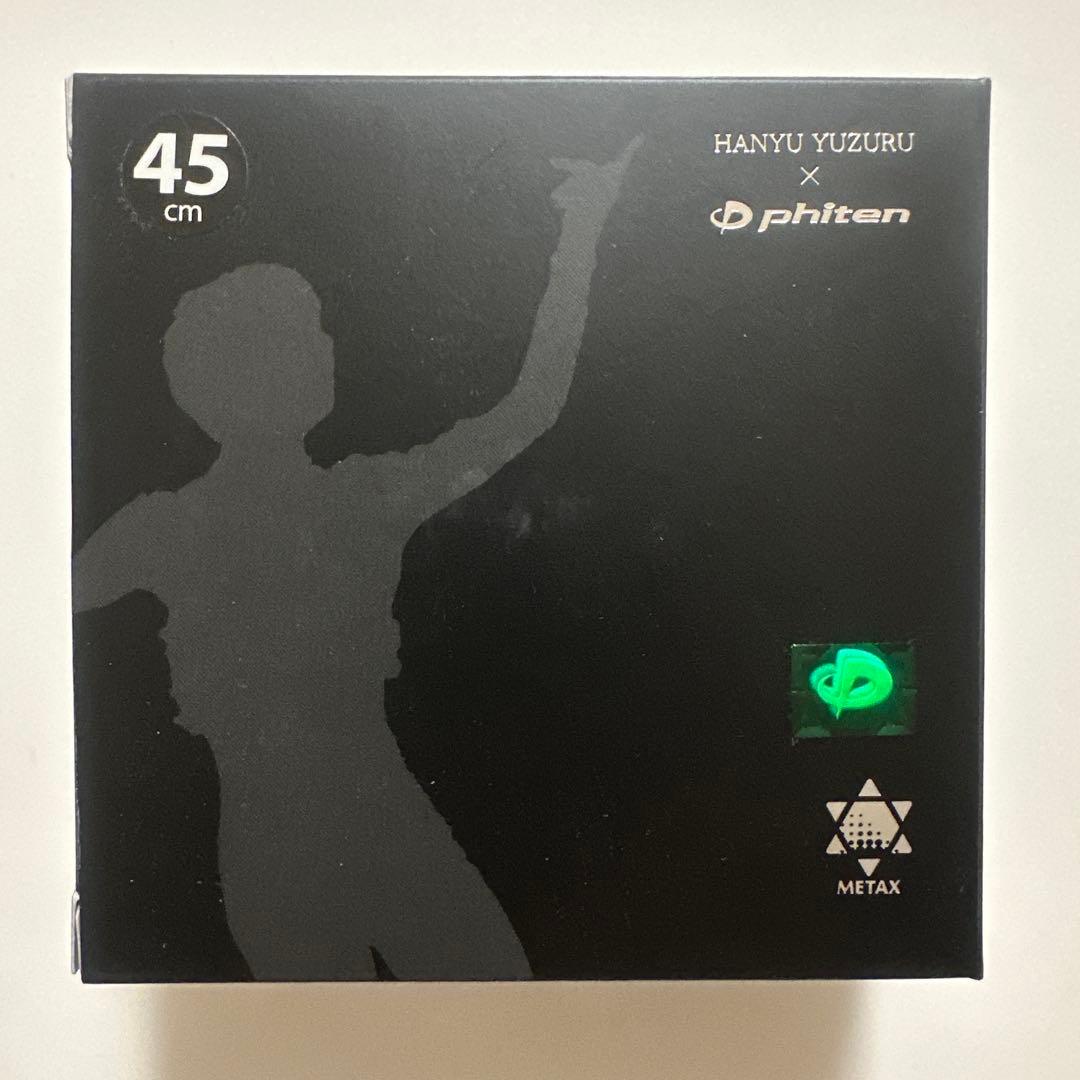 45
cm
HANYU YUZURU
×
phiten
METAX